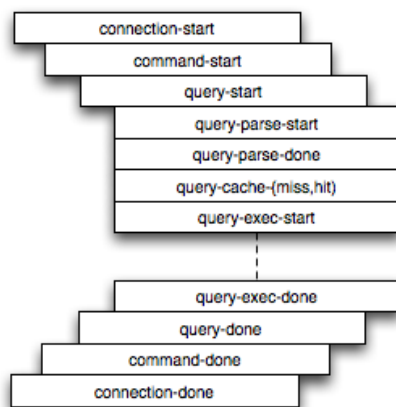 connection-start
command-start
query-start
query-parse-start
query-parse-done
query-cache-{miss,hit)
query-exec-start
query-exec-done
query-done
command-done
connection-done